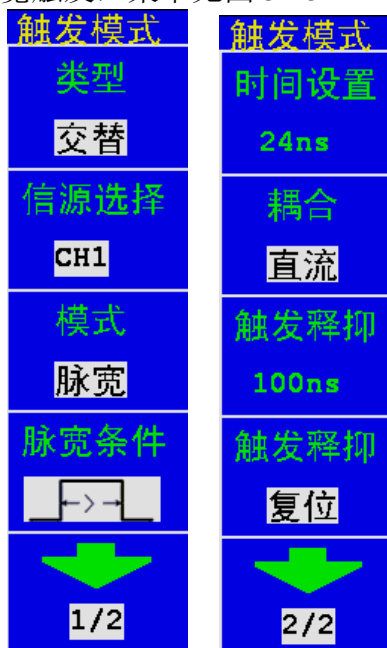 触发模式
类型
交替
信源选择
CH1
模式
脉宽
脉宽条件
1/2
触发模式
时间设置
24ns
耦合
直流
触发释抑
100ns
触发释抑
复位
2/2